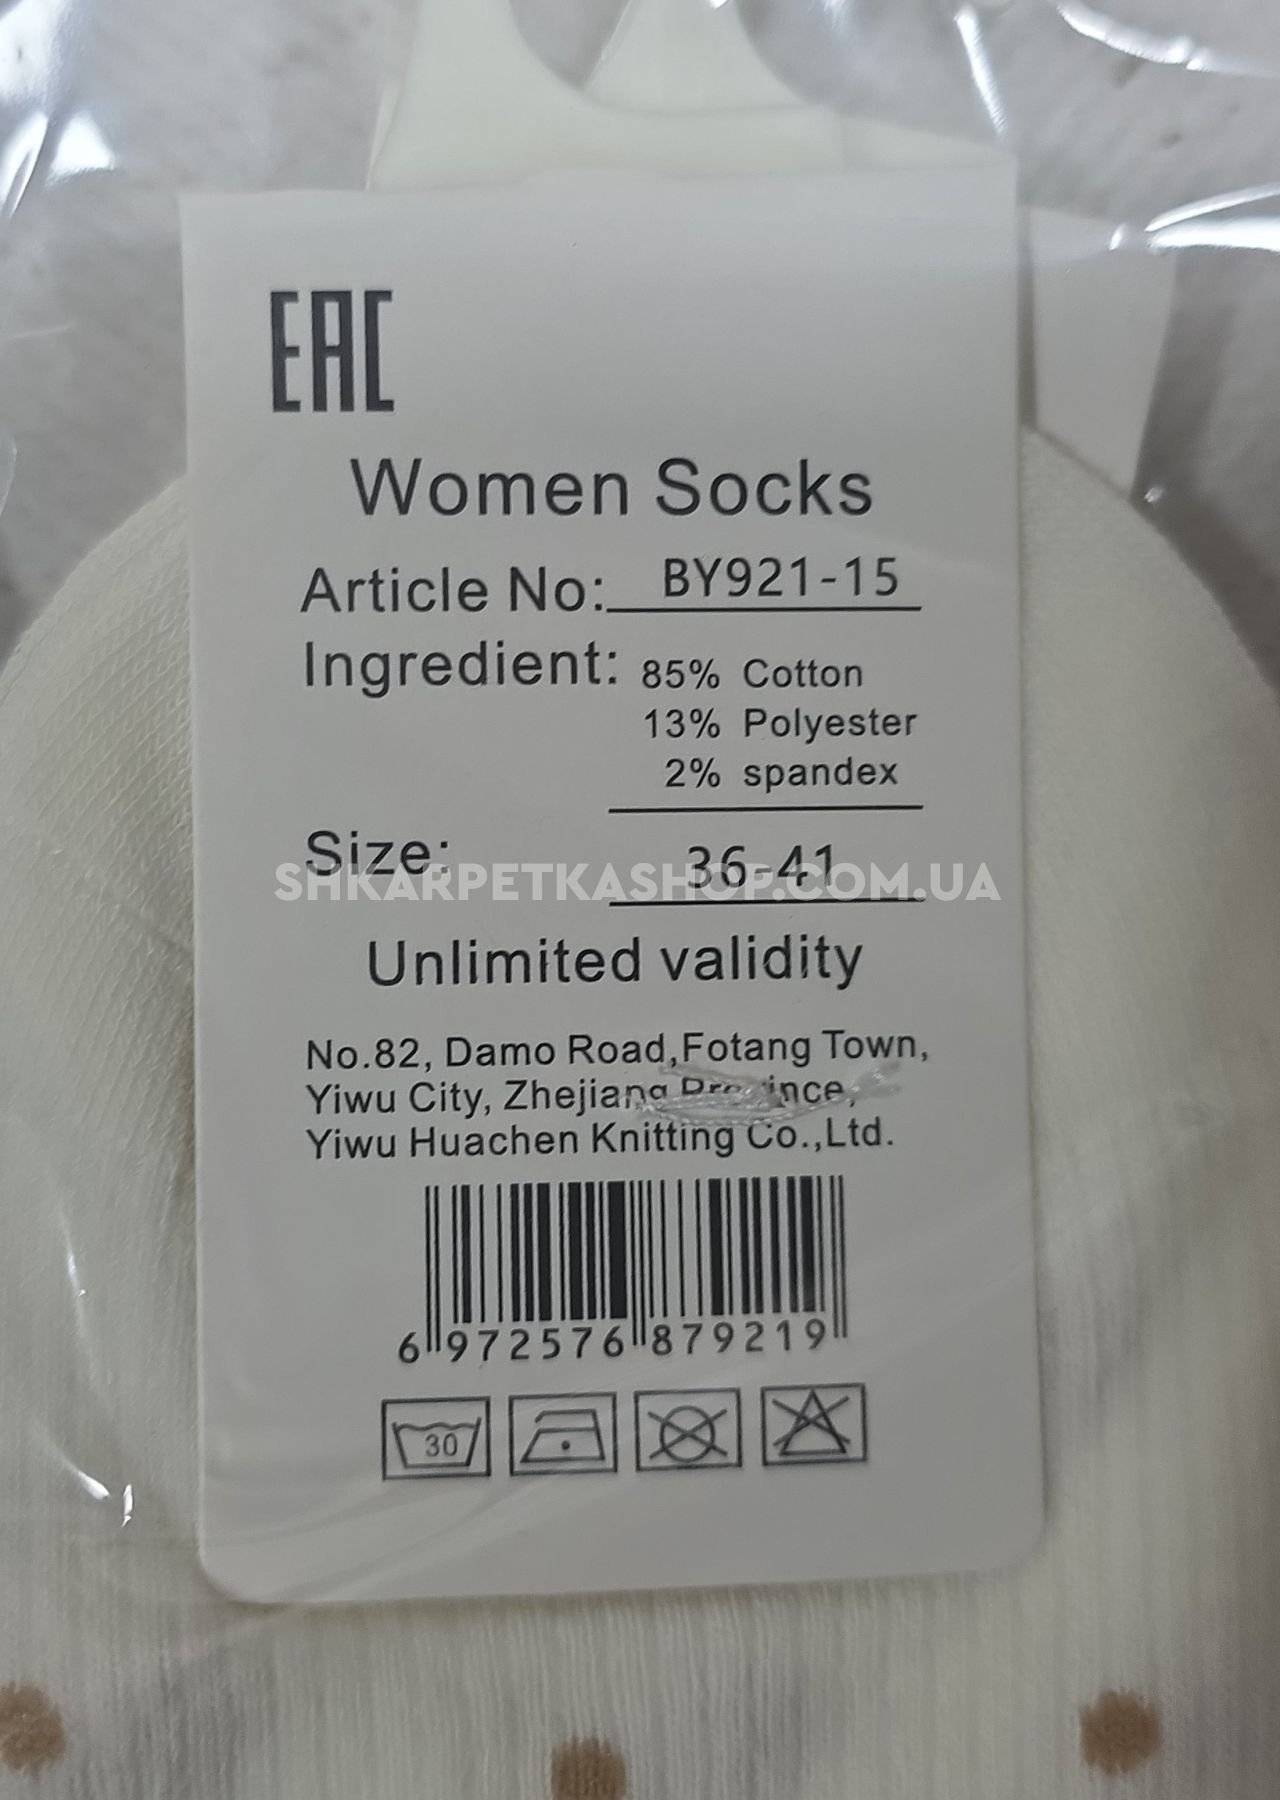 EAC
Women Socks
Article No: BY921-15
Ingredient: 85% Cotton
13% Polyester
2% spandex
Size: 36-41
SHKARPETKASHOP.COM.UA
Unlimited validity
No.82, Damo Road,Fotang Town,
Yiwu City, Zhejiang Province,
Yiwu Huachen Knitting Co.,Ltd.
6 972576 879219
30